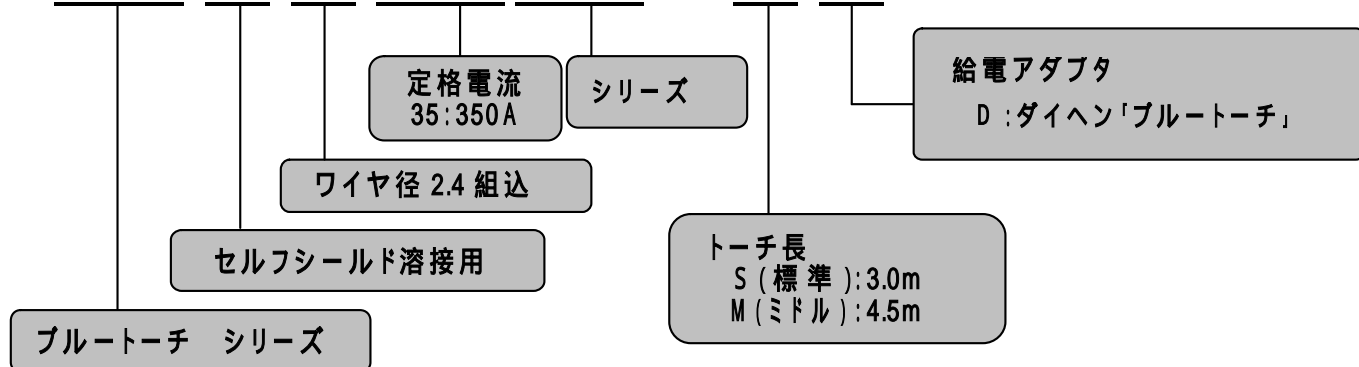 給電アダプタ
D :ダイヘン「ブルートーチ」
定格電流
35:350A
シリーズ
ワイヤ径 2.4 組込
トーチ長
S (標 準 ):3.0m
M (ミドル ):4.5m
セルフシールド溶接用
ブルートーチ シリーズ